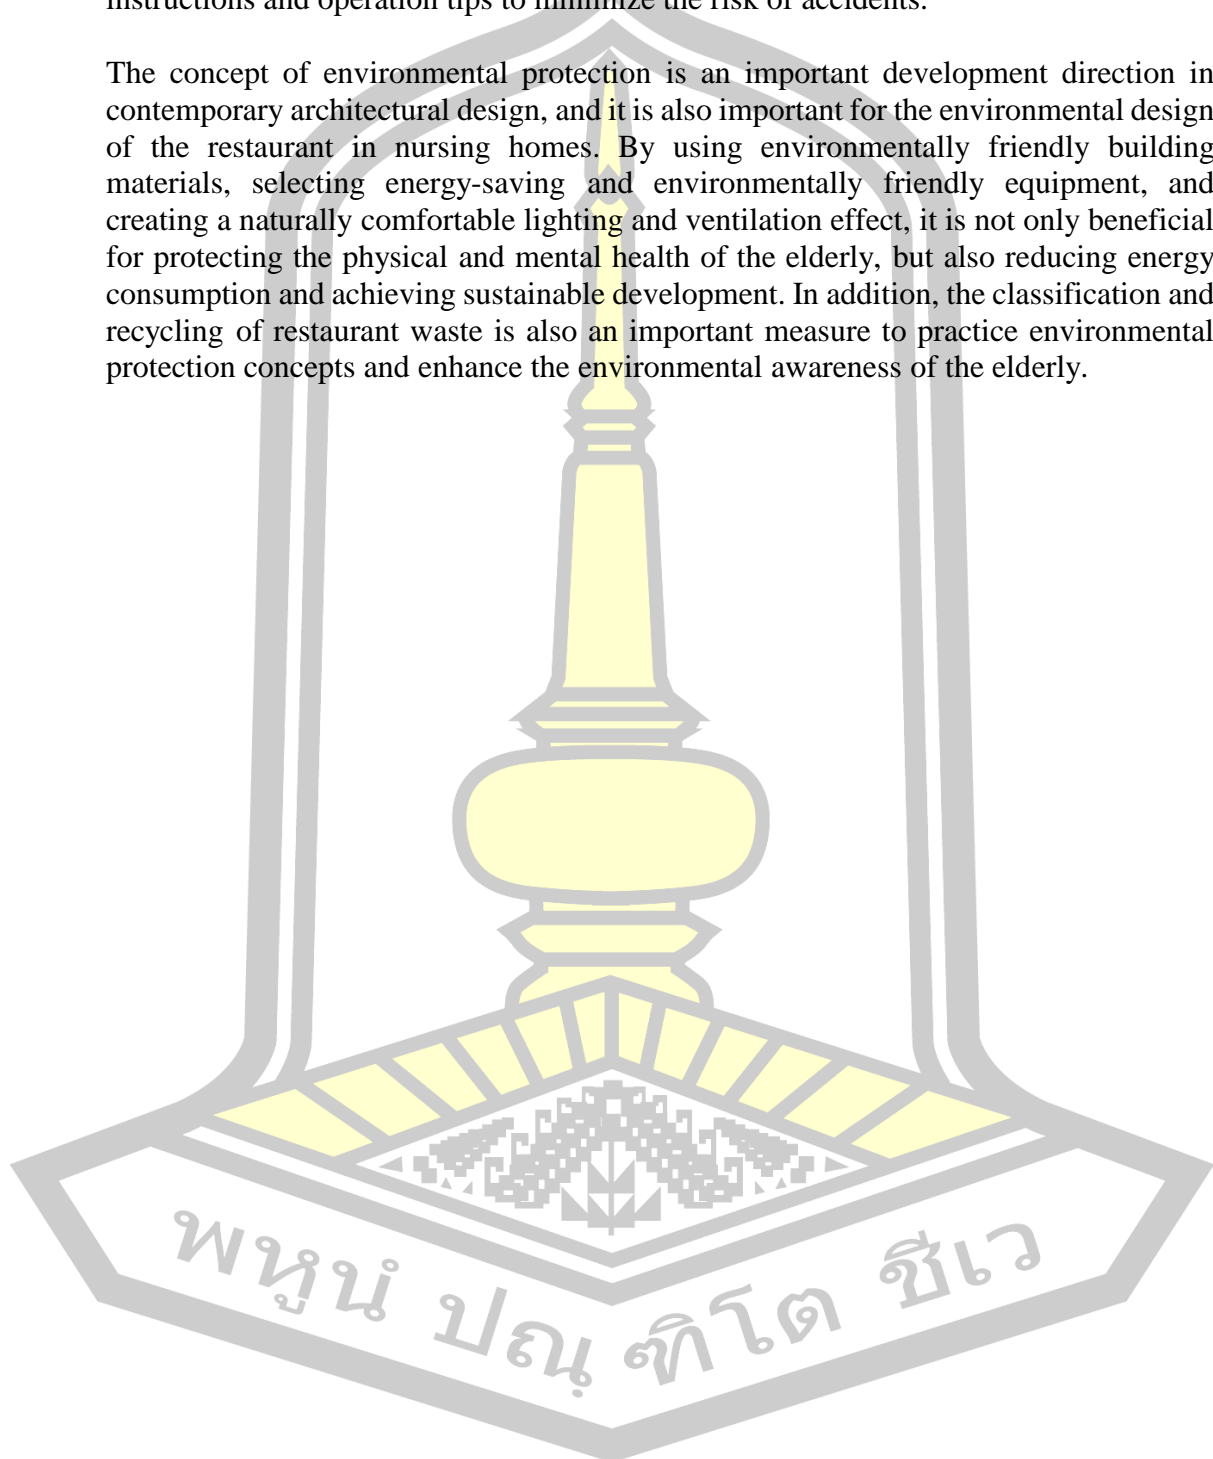 instructions and operation tips to minimize the risk of accidents.
The concept of environmental protection is an important development direction in
contemporary architectural design, and it is also important for the environmental design
of the restaurant in nursing homes. By using environmentally friendly building
materials, selecting energy-saving and environmentally friendly equipment, and
creating a naturally comfortable lighting and ventilation effect, it is not only beneficial
for protecting the physical and mental health of the elderly, but also reducing energy
consumption and achieving sustainable development. In addition, the classification and
recycling of restaurant waste is also an important measure to practice environmental
protection concepts and enhance the environmental awareness of the elderly.
พหูนํ ปณฺ ฑิโต ชีเว